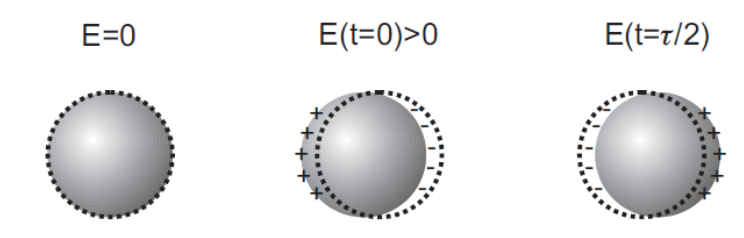 E=0
E(t=0)>0
E(t=τ/2)
+ + + + +
- - - - -
- - - - -
+ + + + +